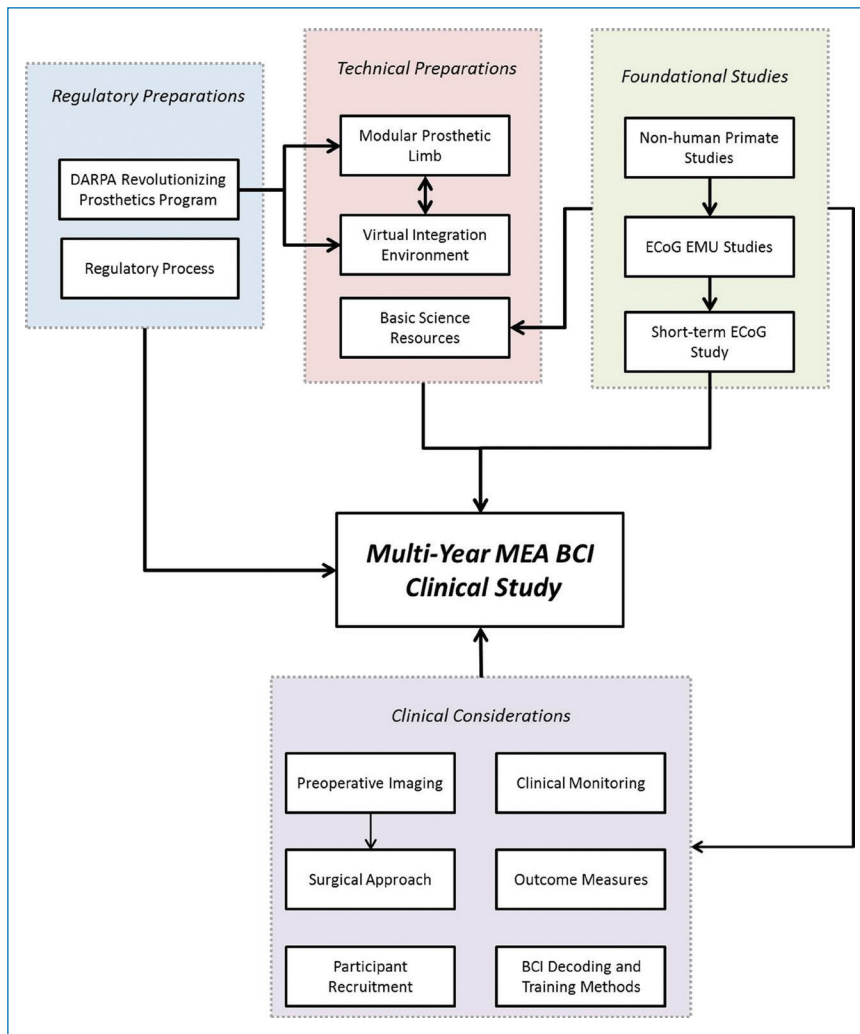 Regulatory Preparations
DARPA Revolutionizing
Prosthetics Program
Regulatory Process
Technical Preparations
Modular Prosthetic
Limb
Virtual Integration
Environment
Basic Science
Resources
Foundational Studies
Non-human Primate
Studies
ECoG EMU Studies
Short-term ECoG
Study
Multi-Year MEA BCI
Clinical Study
Clinical Considerations
Preoperative Imaging
Clinical Monitoring
Surgical Approach
Outcome Measures
Participant
Recruitment
BCI Decoding and
Training Methods